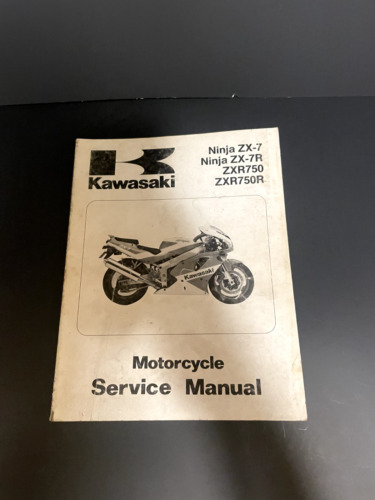 Kawasaki
Ninja ZX-7
Ninja ZX-7R
ZXR750
ZXR750R
Kawasaki
Motorcycle
Service Manual